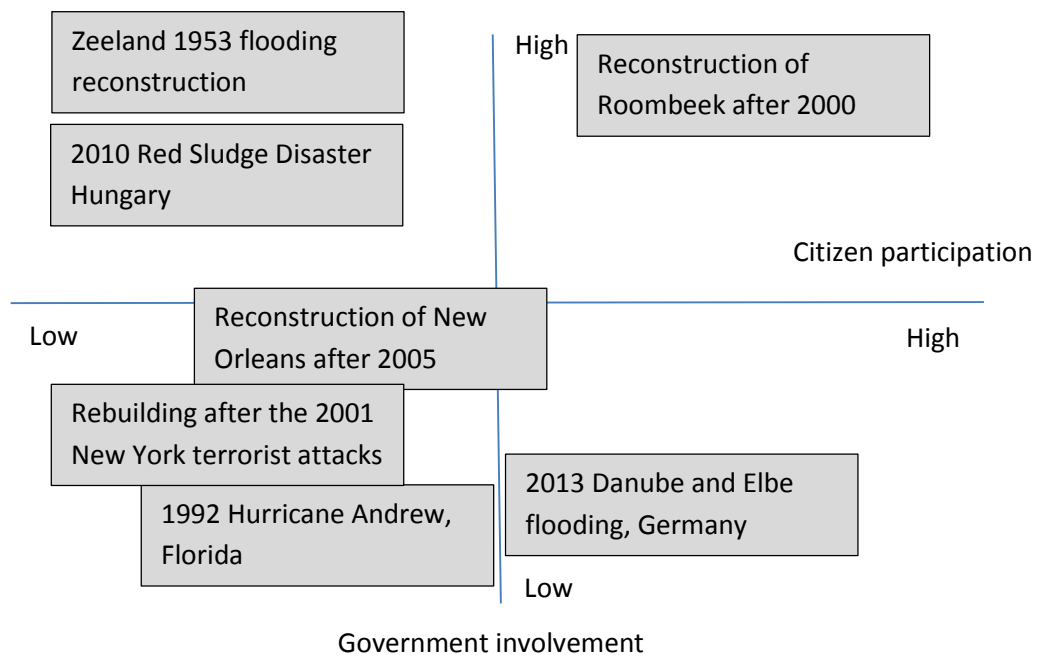 Zeeland 1953 flooding
reconstruction
High
Reconstruction of
Roombeek after 2000
2010 Red Sludge Disaster
Hungary
Citizen participation
Low
Reconstruction of New
Orleans after 2005
High
Rebuilding after the 2001
New York terrorist attacks
2013 Danube and Elbe
flooding, Germany
1992 Hurricane Andrew,
Florida
Low
Government involvement